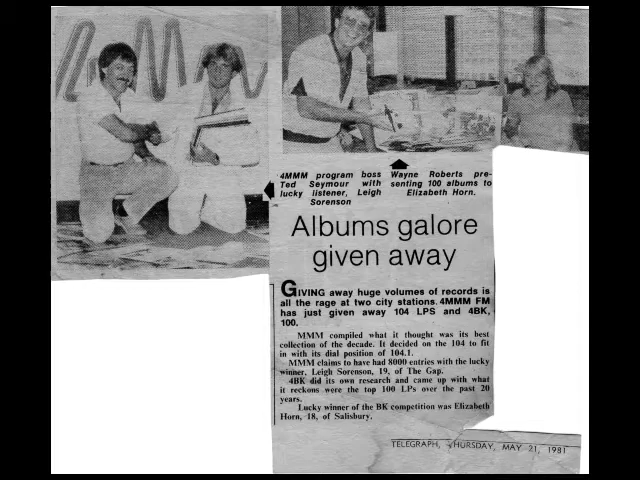 MMM
4MMM program boss
Ted Seymour with
lucky listener, Leigh
Sorenson
Wayne Roberts pre-
senting 100 albums to
Elizabeth Horn.
Albums galore
given away
GIVING away huge volumes of records is
all the rage at two city stations. 4MMM FM
has just given away 104 LPS and 4BK,
100.
MMM compiled what it thought was its best
collection of the decade. It decided on the 104 to fit
in with its dial position of 104.1.
MMM claims to have had 8000 entries with the lucky
winner, Leigh Sorenson, 19, of The Gap.
4BK did its own research and came up with what
it reckons were the top 100 LPs over the past 20
years.
Lucky winner of the BK competition was Elizabeth
Horn, 18, of Salisbury.
TELEGRAPH, THURSDAY, MAY 21, 1981